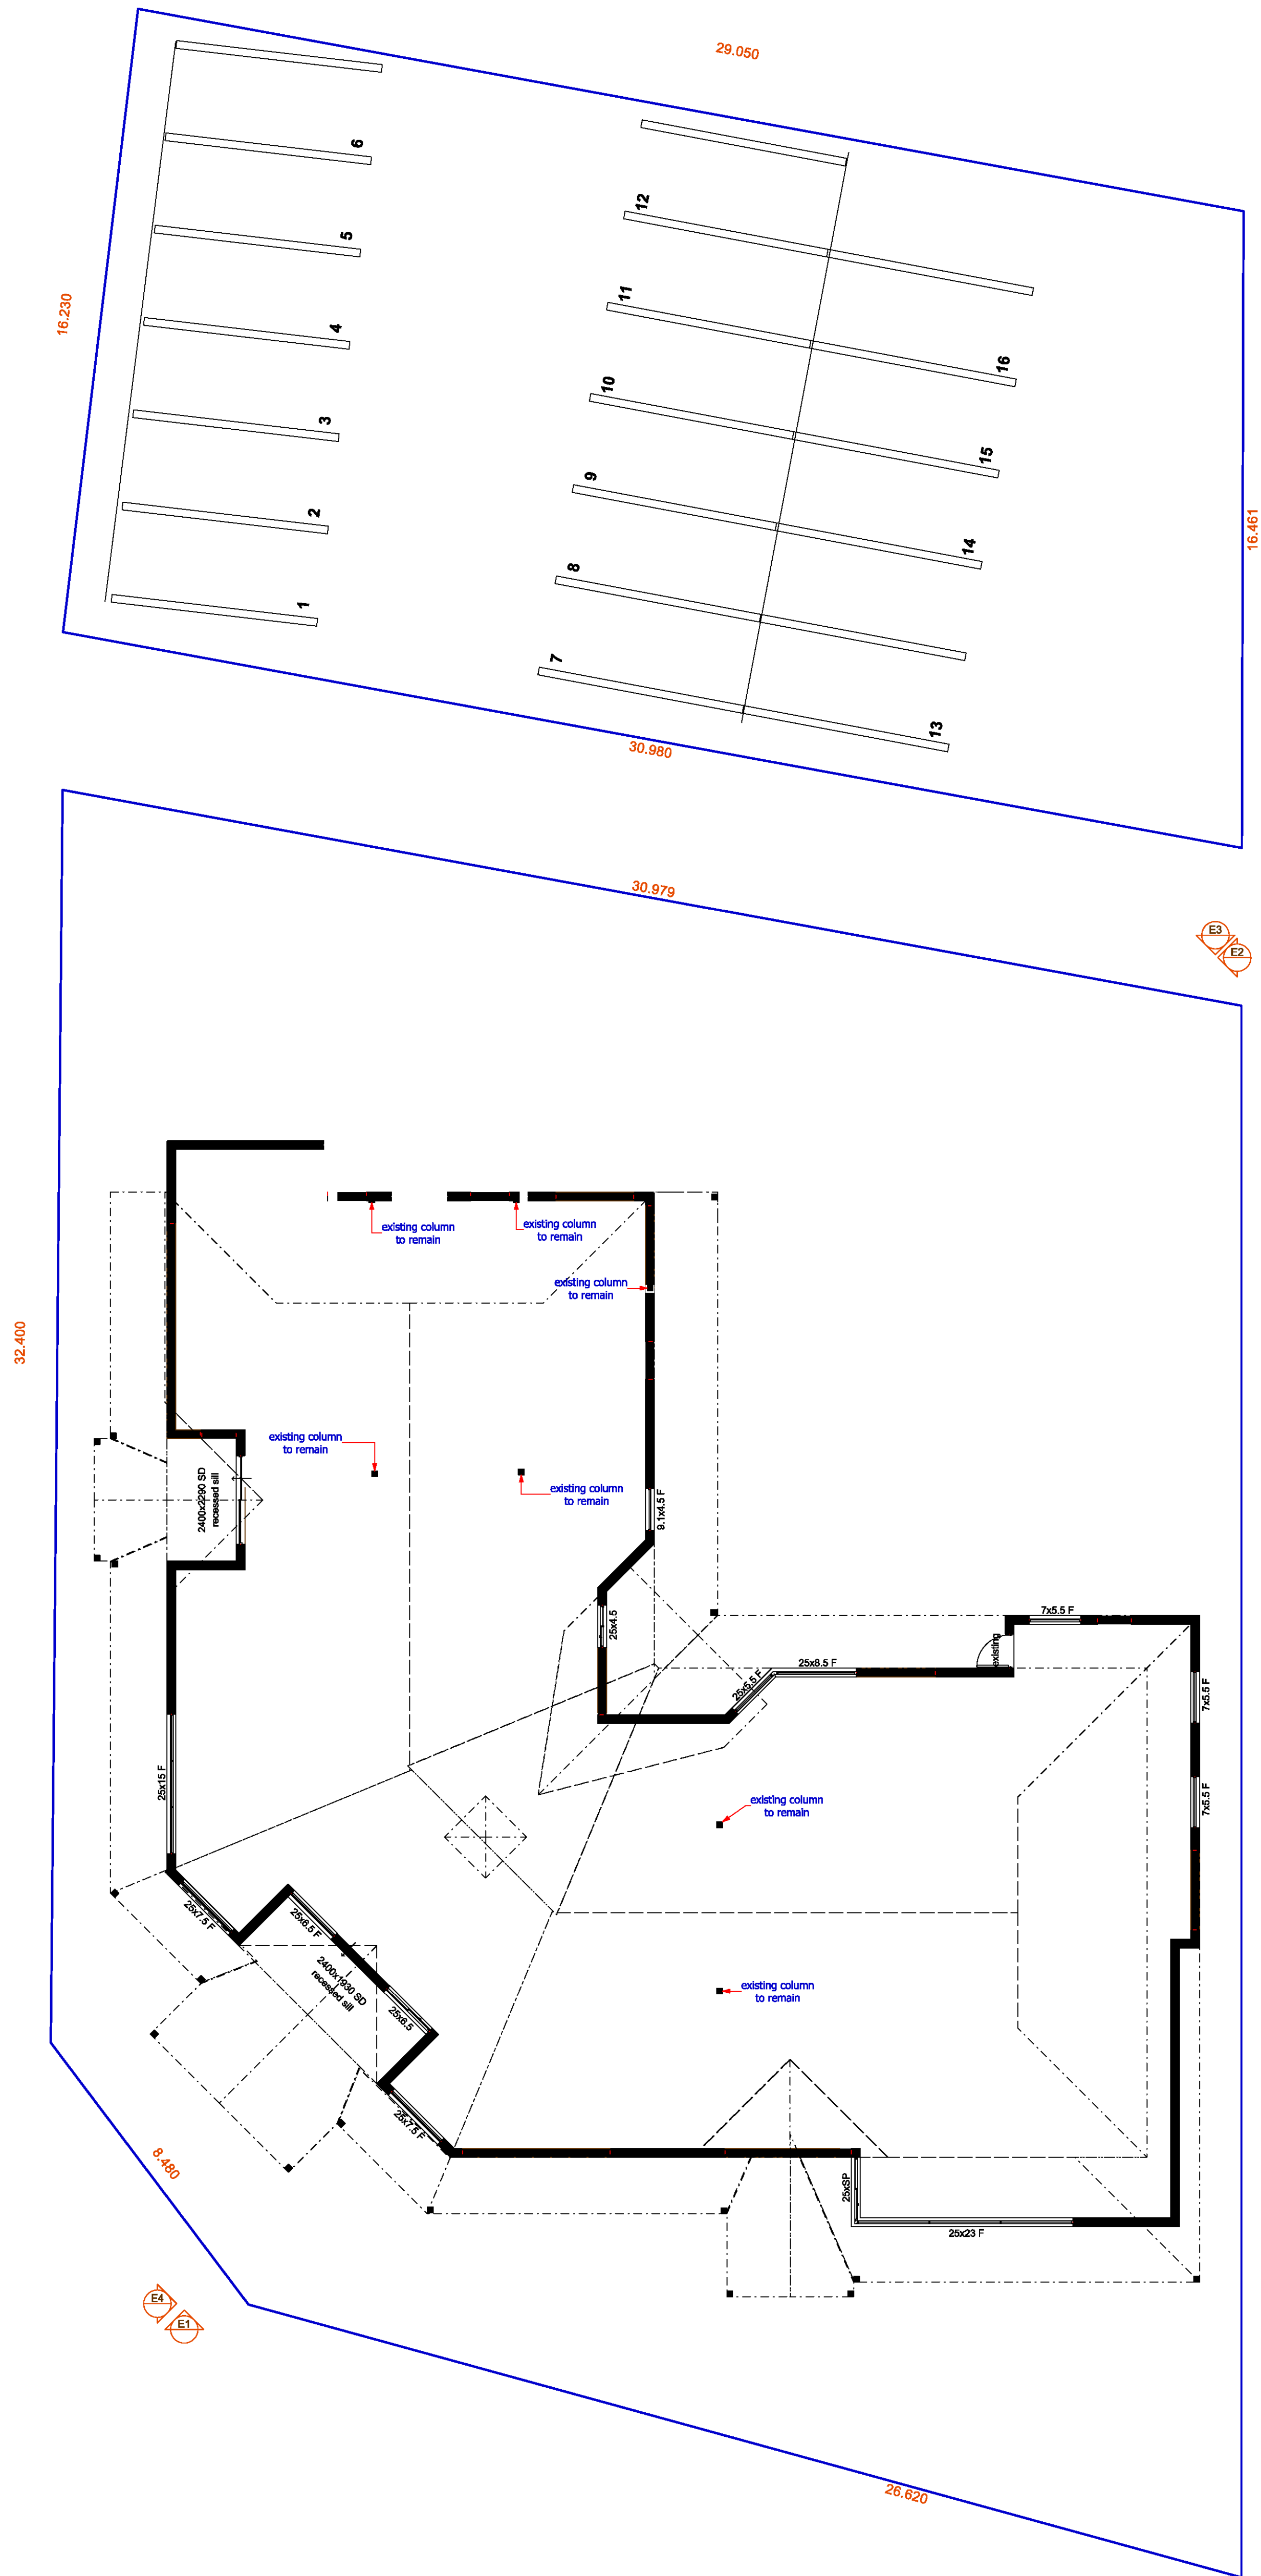 29.050
16.230
6
5
4
3
2
1
12
11
10
9
8
7
16
15
14
13
16.461
30.980
30.979
E3
E2
32.400
existing column
to remain
existing column
to remain
existing column
to remain
existing column
to remain
existing column
to remain
2400x2290 SD
recessed sill
9.1x4.5 F
25x4.5
25x5.5 F
25x8.5 F
existing
7x5.5 F
7x5.5 F
7x5.5 F
25x15 F
existing column
to remain
25x7.5 F
25x6.5 F
2400x1930 SD
recessed sill
25x6.5
25x7.5 F
existing column
to remain
25xSP
25x23 F
8.480
E4
E1
26.620